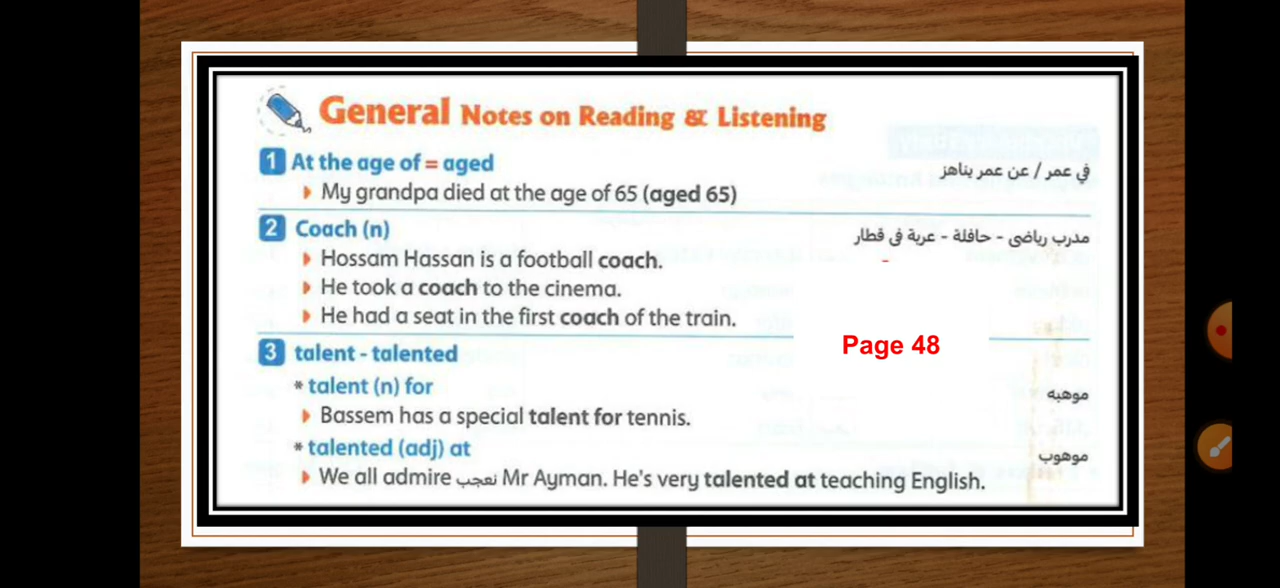 General Notes on Reading & Listening
1 At the age of = aged في عمر / عن عمر يناهز
My grandpa died at the age of 65 (aged 65)
2 Coach (n) مدرب رياضى - حافلة - عربة فى قطار
Hossam Hassan is a football coach.
He took a coach to the cinema.
He had a seat in the first coach of the train.
Page 48
3 talent - talented
* talent (n) for موهبه
Bassem has a special talent for tennis.
* talented (adj) at موهوب
We all admire نعجب Mr Ayman. He's very talented at teaching English.